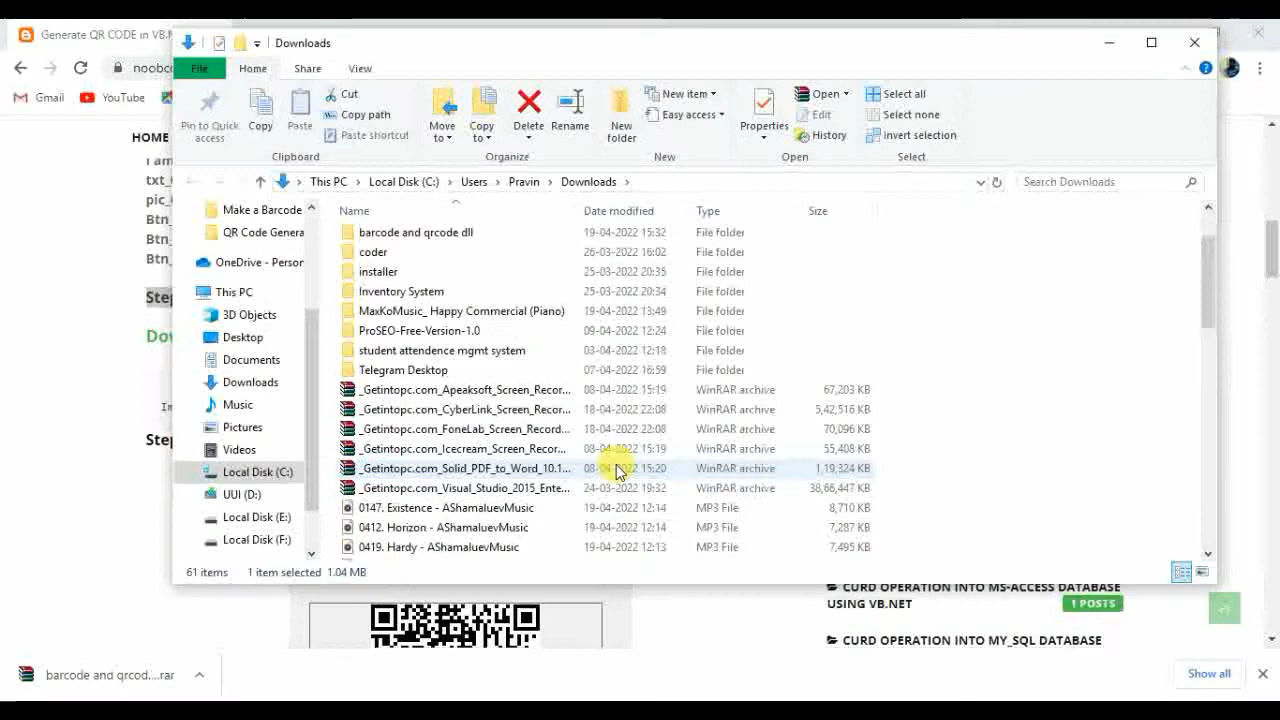 Generate QR CODE in VB.N
Downloads
noobc
Gmail
YouTube
File
Home
Share
View
Pin to Quick access
Copy
Paste
Cut
Copy path
Paste shortcut
Clipboard
Move to
Copy to
Delete
Rename
Organize
New folder
New item
Easy access
New
Properties
Open
Edit
History
Open
Select all
Select none
Invert selection
Select
This PC > Local Disk (C:) > Users > Pravin > Downloads >
Search Downloads
HOME
I am
txt_
pic_
Btn_
Btn_
Btn_
Step
Do
Im
Step
Make a Barcode
QR Code Genera
OneDrive - Person
This PC
3D Objects
Desktop
Documents
Downloads
Music
Pictures
Videos
Local Disk (C:)
UUI (D:)
Local Disk (E:)
Local Disk (F:)
Name Date modified Type Size
barcode and qrcode dll 19-04-2022 15:32 File folder
coder 26-03-2022 16:02 File folder
installer 25-03-2022 20:35 File folder
Inventory System 25-03-2022 20:34 File folder
MaxKoMusic_ Happy Commercial (Piano) 19-04-2022 13:49 File folder
ProSEO-Free-Version-1.0 09-04-2022 12:24 File folder
student attendence mgmt system 03-04-2022 12:18 File folder
Telegram Desktop 07-04-2022 16:59 File folder
_Getintopc.com_Apeaksoft_Screen_Recor... 08-04-2022 15:19 WinRAR archive 67,203 KB
_Getintopc.com_CyberLink_Screen_Recor... 18-04-2022 22:08 WinRAR archive 5,42,516 KB
_Getintopc.com_FoneLab_Screen_Record... 18-04-2022 22:08 WinRAR archive 70,096 KB
_Getintopc.com_Icecream_Screen_Recor... 08-04-2022 15:19 WinRAR archive 55,408 KB
_Getintopc.com_Solid_PDF_to_Word_10.1... 08-04-2022 15:20 WinRAR archive 1,19,324 KB
_Getintopc.com_Visual_Studio_2015_Ente... 24-03-2022 19:32 WinRAR archive 38,66,447 KB
0147. Existence - AShamaluevMusic 19-04-2022 12:14 MP3 File 8,710 KB
0412. Horizon - AShamaluevMusic 19-04-2022 12:14 MP3 File 7,287 KB
0419. Hardy - AShamaluevMusic 19-04-2022 12:13 MP3 File 7,495 KB
61 items 1 item selected 1.04 MB
CURD OPERATION INTO MS-ACCESS DATABASE
USING VB.NET
1 POSTS
CURD OPERATION INTO MY_SQL DATABASE
barcode and qrcod....rar
Show all